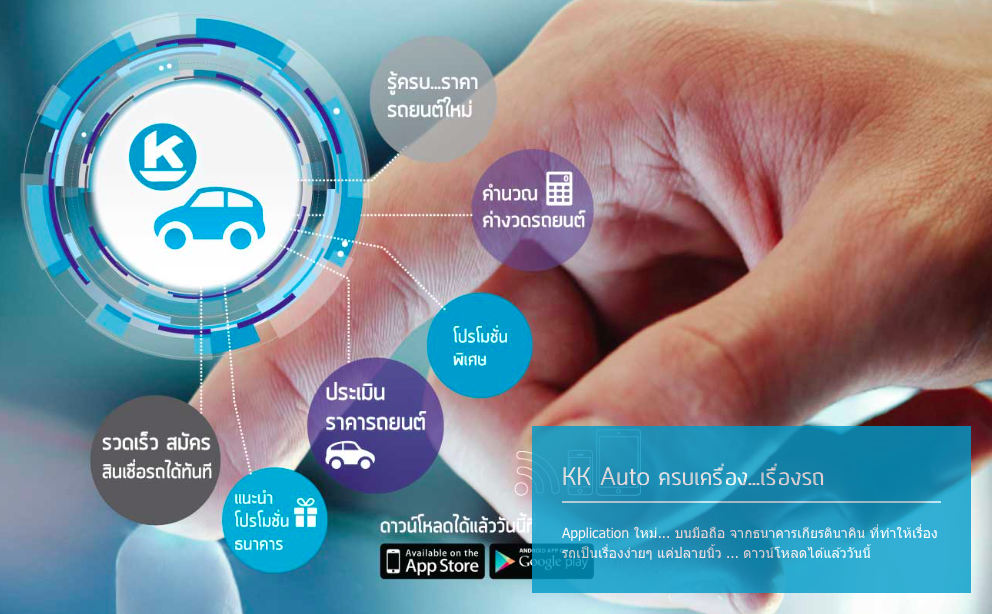 K
รู้ครบ...ราคา
รถยนต์ใหม่
คำนวณ
ค่างวดรถยนต์
โปรโมชั่น
พิเศษ
ประเมิน
ราคารถยนต์
รวดเร็ว สมัคร
สินเชื่อรถได้ทันที
แนะนำ
โปรโมชั่น
ธนาคาร
ดาวน์โหลดได้แล้ววันนี้ที่
Available on the
App Store
ANDROID APP ON
Google play
KK Auto ครบเครื่อง...เรื่องรถ
Application ใหม่... บนมือถือ จากธนาคารเกียรตินาคิน ที่ทำให้เรื่อง
รถเป็นเรื่องง่ายๆ แค่ปลายนิ้ว ... ดาวน์โหลดได้แล้ววันนี้